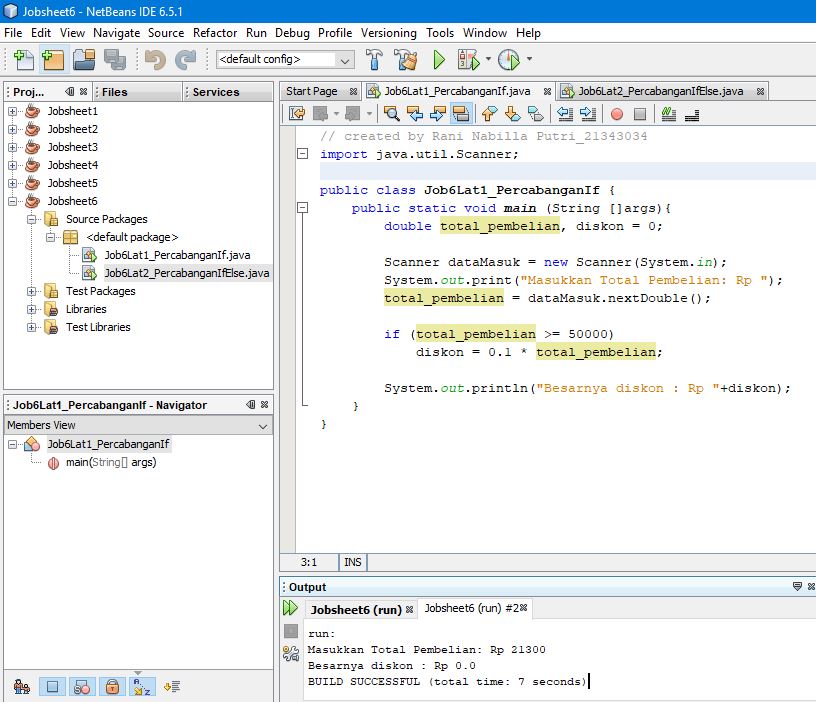 Jobsheet6 - NetBeans IDE 6.5.1
File Edit View Navigate Source Refactor Run Debug Profile Versioning Tools Window Help
<default config>
Proj... Files Services
Jobsheet1
Jobsheet2
Jobsheet3
Jobsheet4
Jobsheet5
Jobsheet6
Source Packages
<default package>
Job6Lat1_PercabanganIf.java
Job6Lat2_PercabanganIfElse.java
Test Packages
Libraries
Test Libraries
Job6Lat1_PercabanganIf - Navigator
Members View
Job6Lat1_PercabanganIf
main(String[] args)
Start Page Job6Lat1_PercabanganIf.java Job6Lat2_PercabanganIfElse.java
// created by Rani Nabilla Putri_21343034
import java.util.Scanner;
public class Job6Lat1_PercabanganIf {
public static void main (String []args){
double total_pembelian, diskon = 0;
Scanner dataMasuk = new Scanner(System.in);
System.out.print("Masukkan Total Pembelian: Rp ");
total_pembelian = dataMasuk.nextDouble();
if (total_pembelian >= 50000)
diskon = 0.1 * total_pembelian;
System.out.println("Besarnya diskon : Rp "+diskon);
}
}
3:1 INS
Output
Jobsheet6 (run) Jobsheet6 (run) #2
run:
Masukkan Total Pembelian: Rp 21300
Besarnya diskon : Rp 0.0
BUILD SUCCESSFUL (total time: 7 seconds)